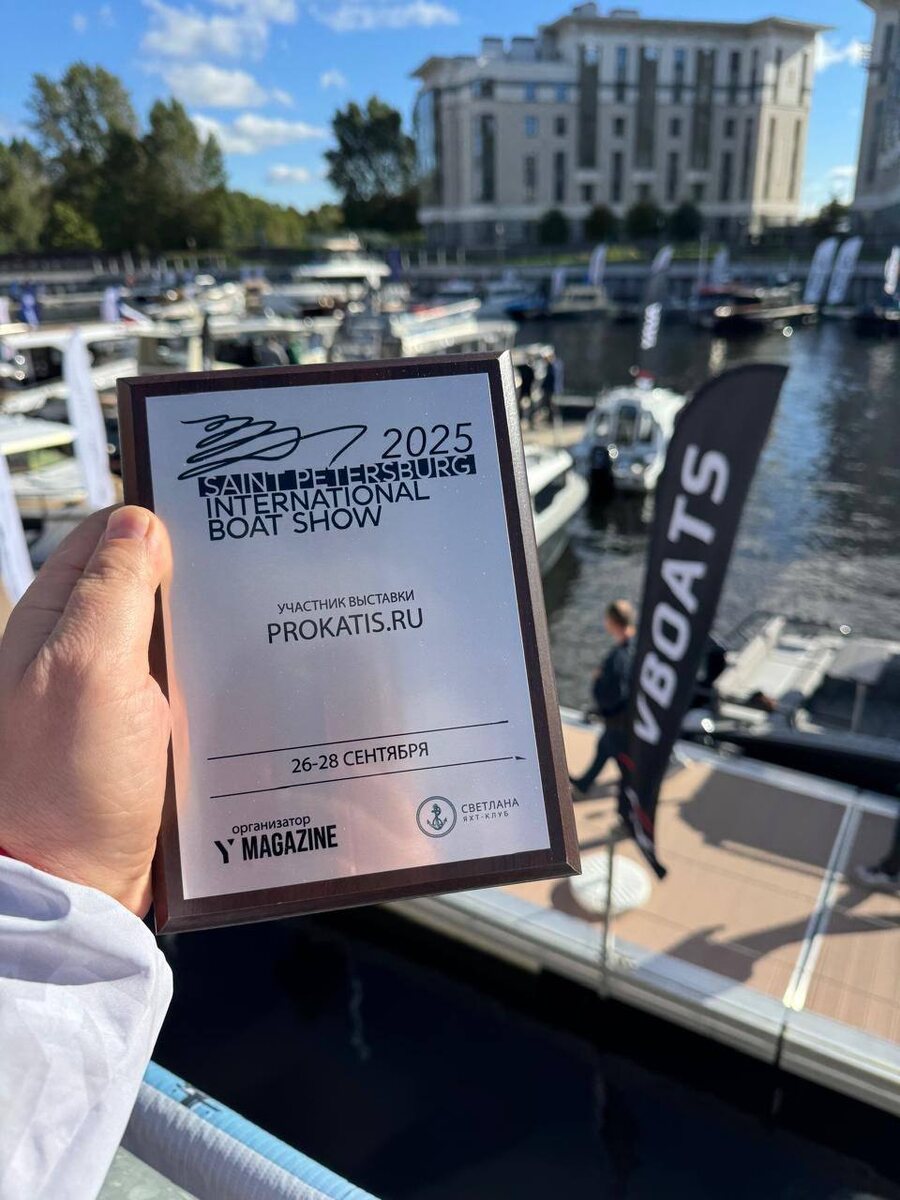 2025
SAINT PETERSBURG
INTERNATIONAL
BOAT SHOW
УЧАСТНИК ВЫСТАВКИ
PROKATIS.RU
26-28 СЕНТЯБРЯ
организатор
Y MAGAZINE
СВЕТЛАНА
ЯХТ-КЛУБ
VBOATS